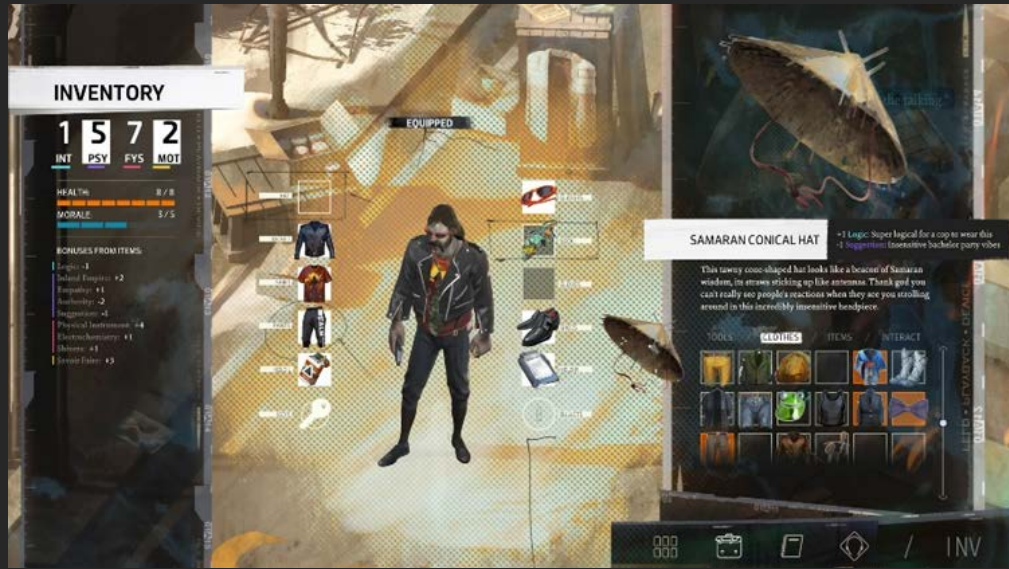 INVENTORY
1 5 7 2
INT PSY FYS MOT
HEALTH: 8 / 8
MORALE: 3 / 5
BONUSES FROM ITEMS:
Inland Empire: +2
Empathy: +1
Authority: -2
Physical Instrument: +4
Electrochemistry: +1
Shivers: +1
Savoir Faire: +3
EQUIPPED
SAMARAN CONICAL HAT
+1 Logic: Super logical for a cop to wear this
-1 Suggestion: Insensitive bachelor party vibes
This tawny cone-shaped hat looks like a beacon of Samaran
wisdom, its straws sticking up like antennas. Thank god you
can't really see people's reactions when they see you strolling
around in this incredibly insensitive headpiece.
TOOLS / CLOTHES / ITEMS / INTERACT
/ INV